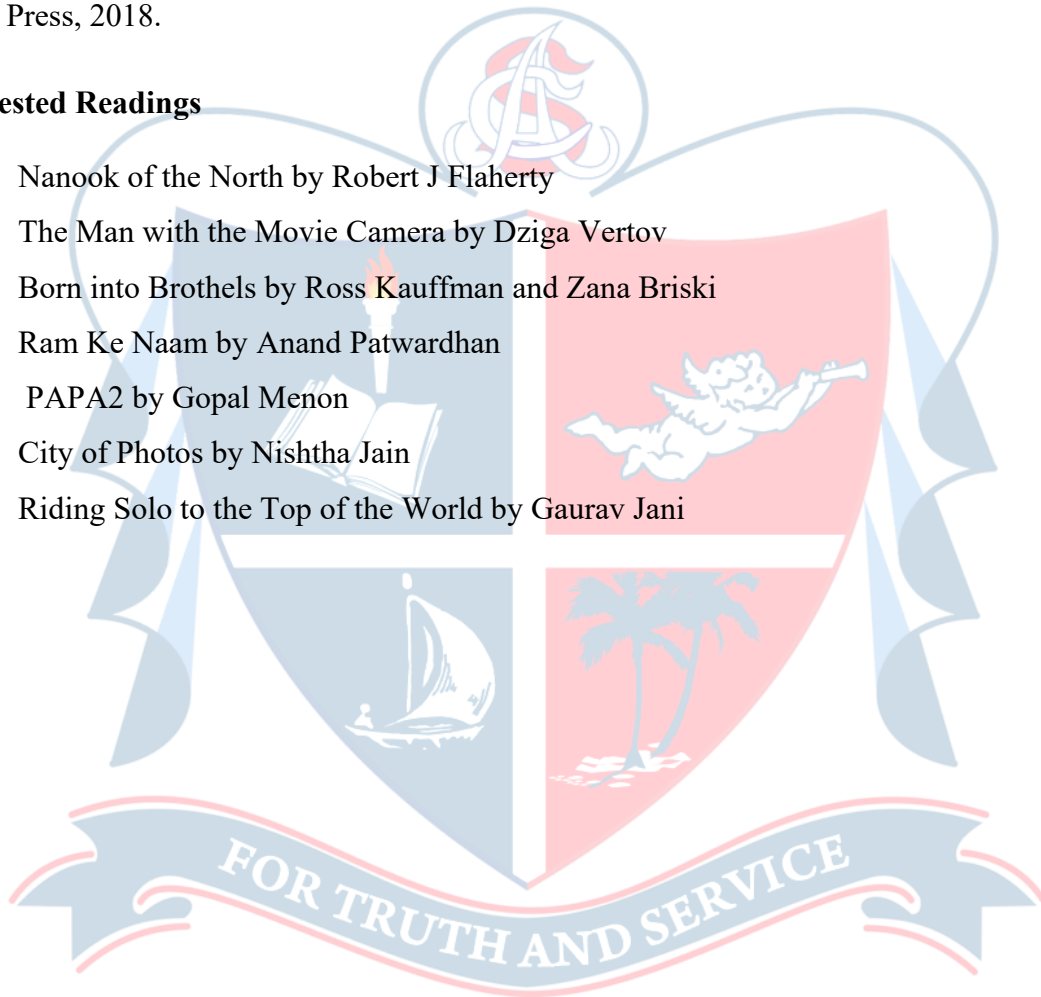 Press, 2018.
ested Readings
Nanook of the North by Robert J Flaherty
The Man with the Movie Camera by Dziga Vertov
Born into Brothels by Ross Kauffman and Zana Briski
Ram Ke Naam by Anand Patwardhan
PAPA2 by Gopal Menon
City of Photos by Nishtha Jain
Riding Solo to the Top of the World by Gaurav Jani
FOR TRUTH AND SERVICE